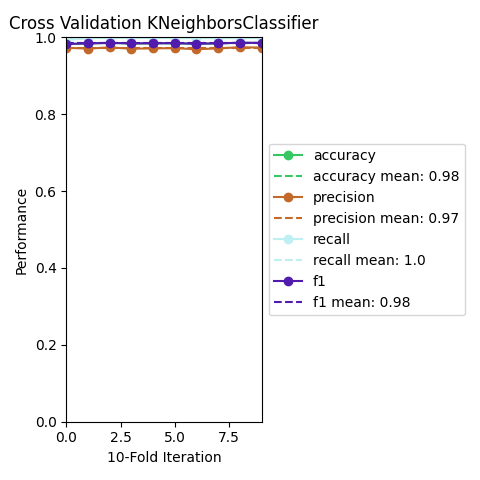 Cross Validation KNeighborsClassifier
1.0
0.8
0.6
0.4
0.2
0.0
Performance
0.0 2.5 5.0 7.5
10-Fold Iteration
accuracy
accuracy mean: 0.98
precision
precision mean: 0.97
recall
recall mean: 1.0
f1
f1 mean: 0.98